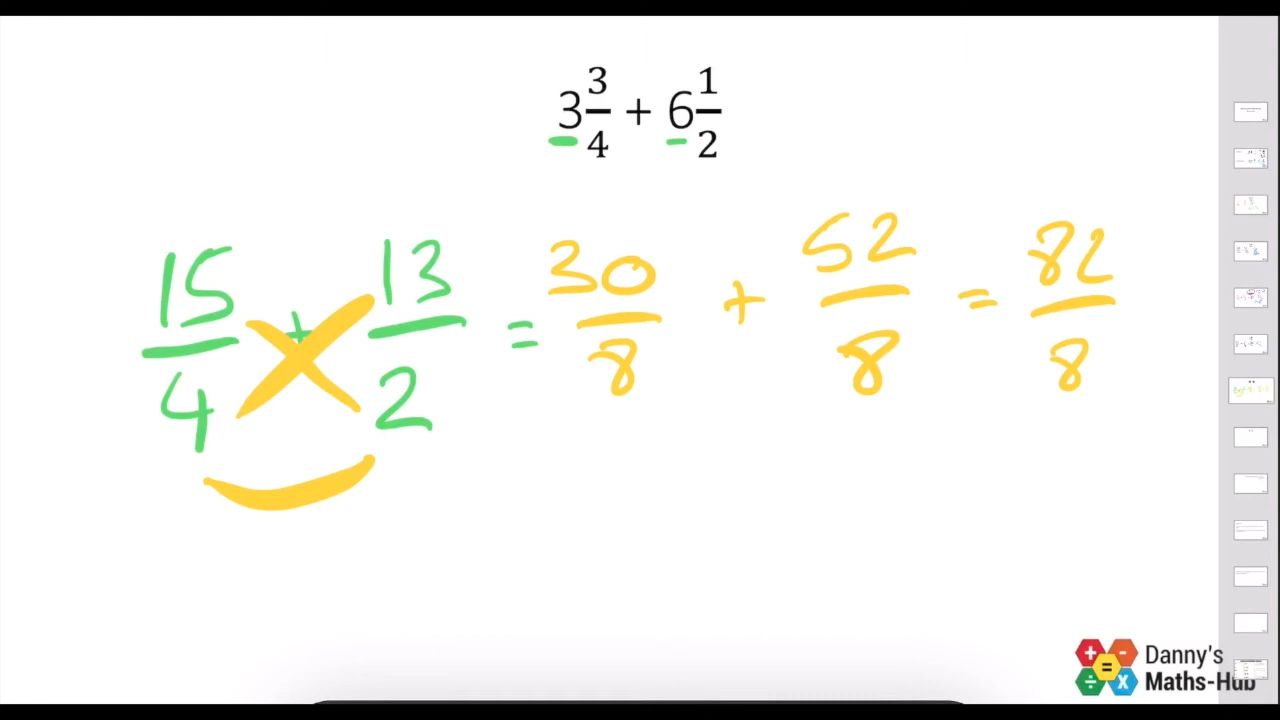 3 3/4 + 6 1/2
15/4 + 13/2 = 30/8 + 52/8 = 82/8
+ - = ÷ x
Danny's
Maths-Hub